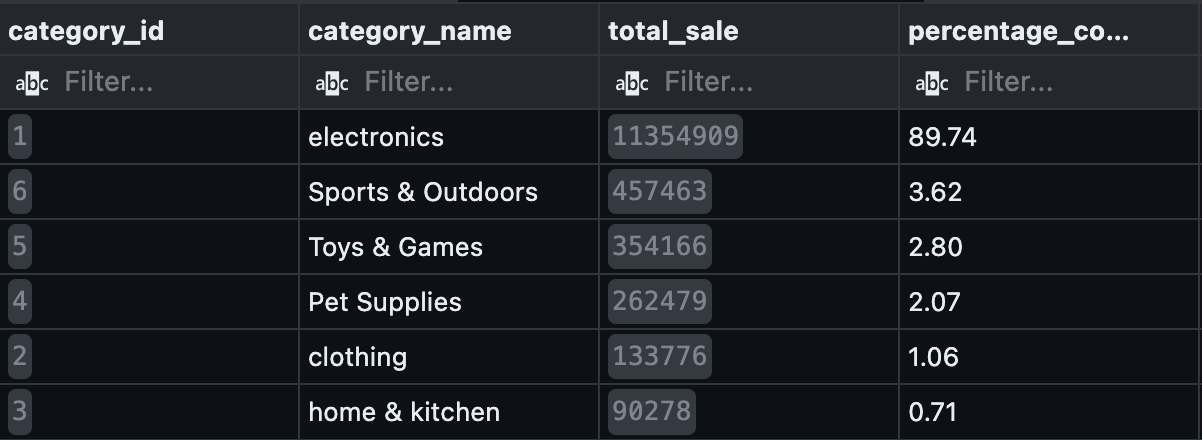 category_id category_name total_sale percentage_co...
abc Filter... abc Filter... abc Filter... abc Filter...
1 electronics 11354909 89.74
6 Sports & Outdoors 457463 3.62
5 Toys & Games 354166 2.80
4 Pet Supplies 262479 2.07
2 clothing 133776 1.06
3 home & kitchen 90278 0.71